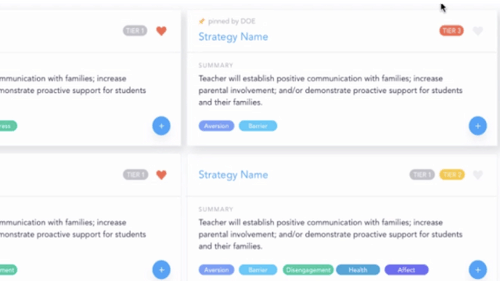 TIER 1
📌 pinned by DOE
Strategy Name
TIER 3
mmunication with families; increase
monstrate proactive support for students
ress
SUMMARY
Teacher will establish positive communication with families; increase
parental involvement; and/or demonstrate proactive support for students
and their families.
Aversion Barrier
TIER 1
Strategy Name
TIER 1 TIER 2
mmunication with families; increase
monstrate proactive support for students
ment
SUMMARY
Teacher will establish positive communication with families; increase
parental involvement; and/or demonstrate proactive support for students
and their families.
Aversion Barrier Disengagement Health Affect